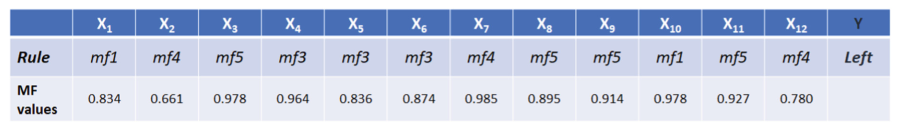 X1 X2 X3 X4 X5 X6 X7 X8 X9 X10 X11 X12 Y
Rule mf1 mf4 mf5 mf3 mf3 mf3 mf4 mf5 mf5 mf1 mf5 mf4 Left
MF values 0.834 0.661 0.978 0.964 0.836 0.874 0.985 0.895 0.914 0.978 0.927 0.780